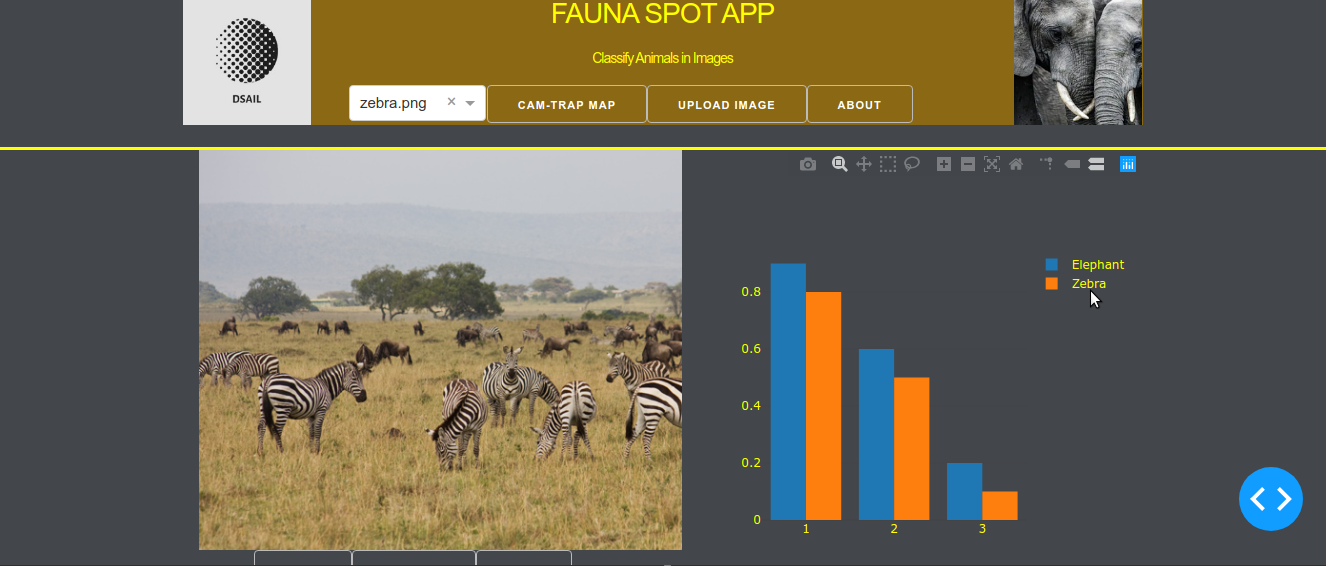 FAUNA SPOT APP
Classify Animals in Images
DSAIL
zebra.png × CAM-TRAP MAP UPLOAD IMAGE ABOUT
Elephant
Zebra
0.8
0.6
0.4
0.2
0
1 2 3